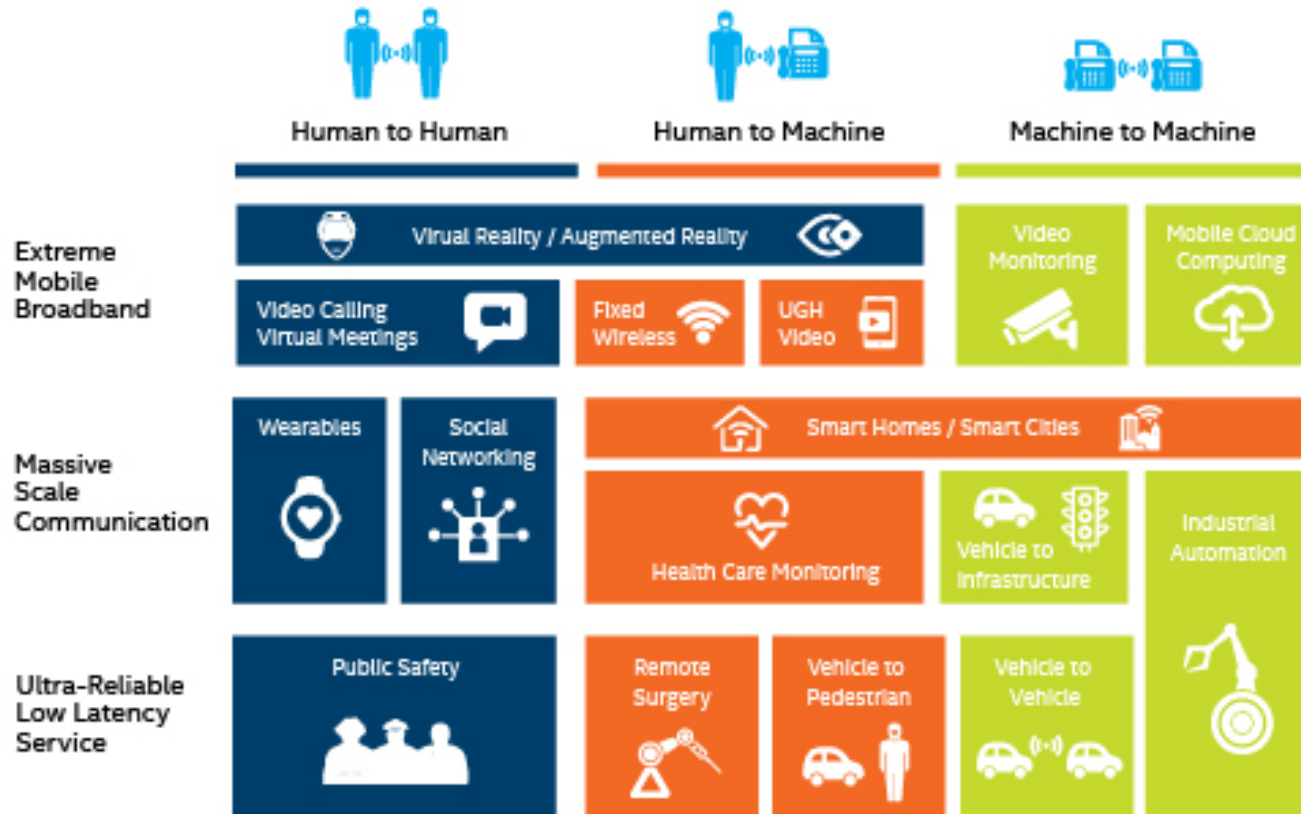 Human to Human
Human to Machine
Machine to Machine
Extreme
Mobile
Broadband
Virual Reality / Augmented Reality
Video Calling
Virtual Meetings
Fixed
Wireless
UGH
Video
Video
Monitoring
Mobile Cloud
Computing
Massive
Scale
Communication
Wearables
Social
Networking
Smart Homes / Smart Cities
Health Care Monitoring
Vehicle to
Infrastructure
Industrial
Automation
Ultra-Reliable
Low Latency
Service
Public Safety
Remote
Surgery
Vehicle to
Pedestrian
Vehicle to
Vehicle